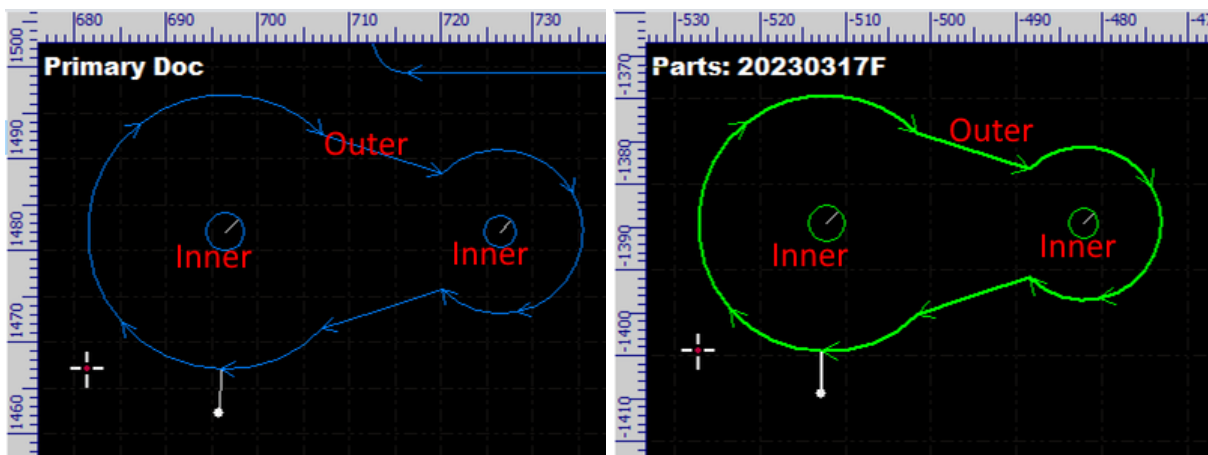 680 690 700 710 720 730
1500
1490
1480
1470
1460
Primary Doc
Outer
Inner
Inner
-530 -520 -510 -500 -490 -480
-1370
-1380
-1390
-1400
-1410
Parts: 20230317F
Outer
Inner
Inner